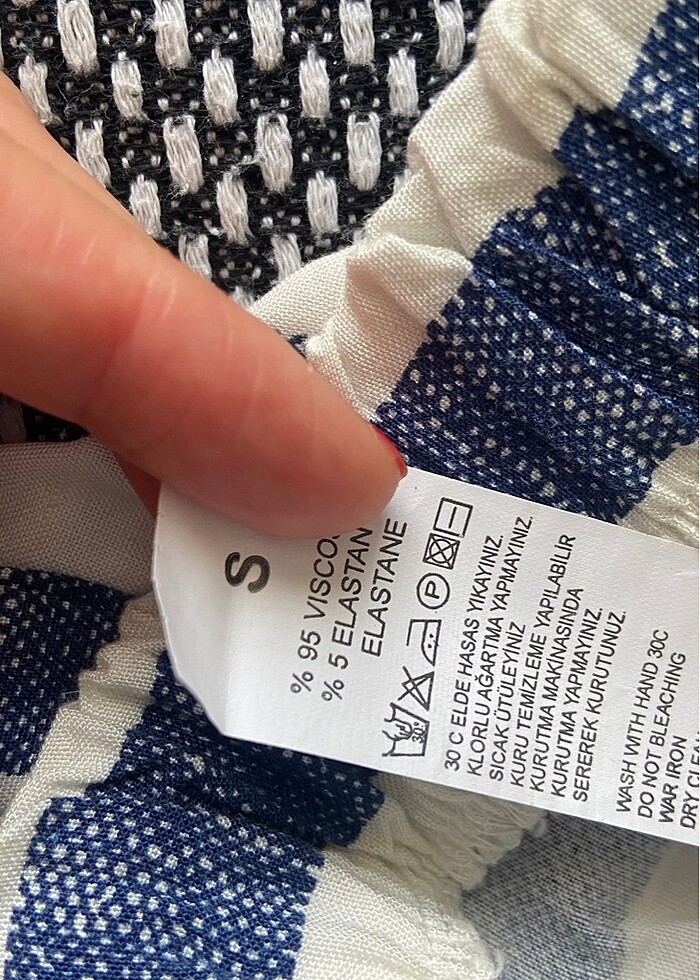 S
% 95 VISCO
% 5 ELASTAN
ELASTANE
30°
P
30 C ELDE HASAS YIKAYINIZ.
KLORLU AĞARTMA YAPMAYINIZ.
SICAK ÜTÜLEYİNİZ
KURU TEMİZLEME YAPILABİLİR
KURUTMA MAKİNASINDA
KURUTMA YAPMAYINIZ.
SEREREK KURUTUNUZ.
WASH WITH HAND 30C
DO NOT BLEACHING
WAR IRON
DRY